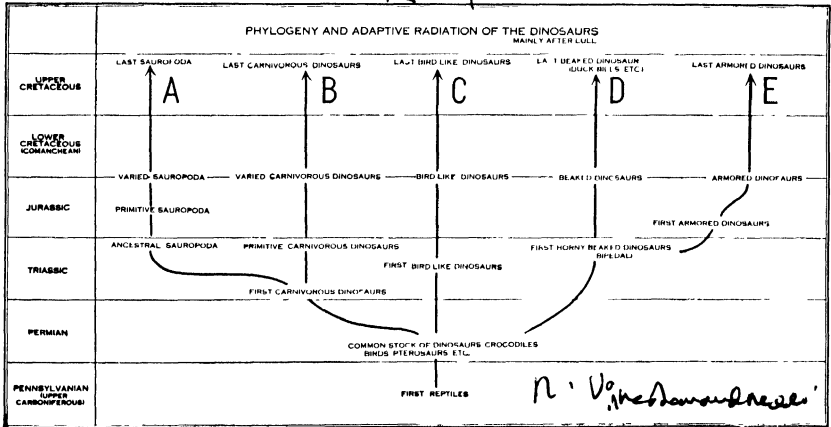 PHYLOGENY AND ADAPTIVE RADIATION OF THE DINOSAURS
MAINLY AFTER LULL
UPPER
CRETACEOUS
LAST SAUROPODA
LAST CARNIVOROUS DINOSAURS
LAST BIRD LIKE DINOSAURS
LAST BEAKED DINOSAUR
(DUCK BILLS ETC)
LAST ARMORED DINOSAURS
A
B
C
D
E
LOWER
CRETACEOUS
(COMANCHEAN)
VARIED SAUROPODA
VARIED CARNIVOROUS DINOSAURS
BIRD LIKE DINOSAURS
BEAKED DINOSAURS
ARMORED DINOSAURS
JURASSIC
PRIMITIVE SAUROPODA
FIRST ARMORED DINOSAURS
ANCESTRAL SAUROPODA
PRIMITIVE CARNIVOROUS DINOSAURS
FIRST HORNY BEAKED DINOSAURS
BIPEDAL)
TRIASSIC
FIRST BIRD LIKE DINOSAURS
FIRST CARNIVOROUS DINOSAURS
PERMIAN
COMMON STOCK OF DINOSAURS CROCODILES
BIRDS PTEROSAURS ETC.
PENNSYLVANIAN
(UPPER
CARBONIFEROUS)
FIRST REPTILES